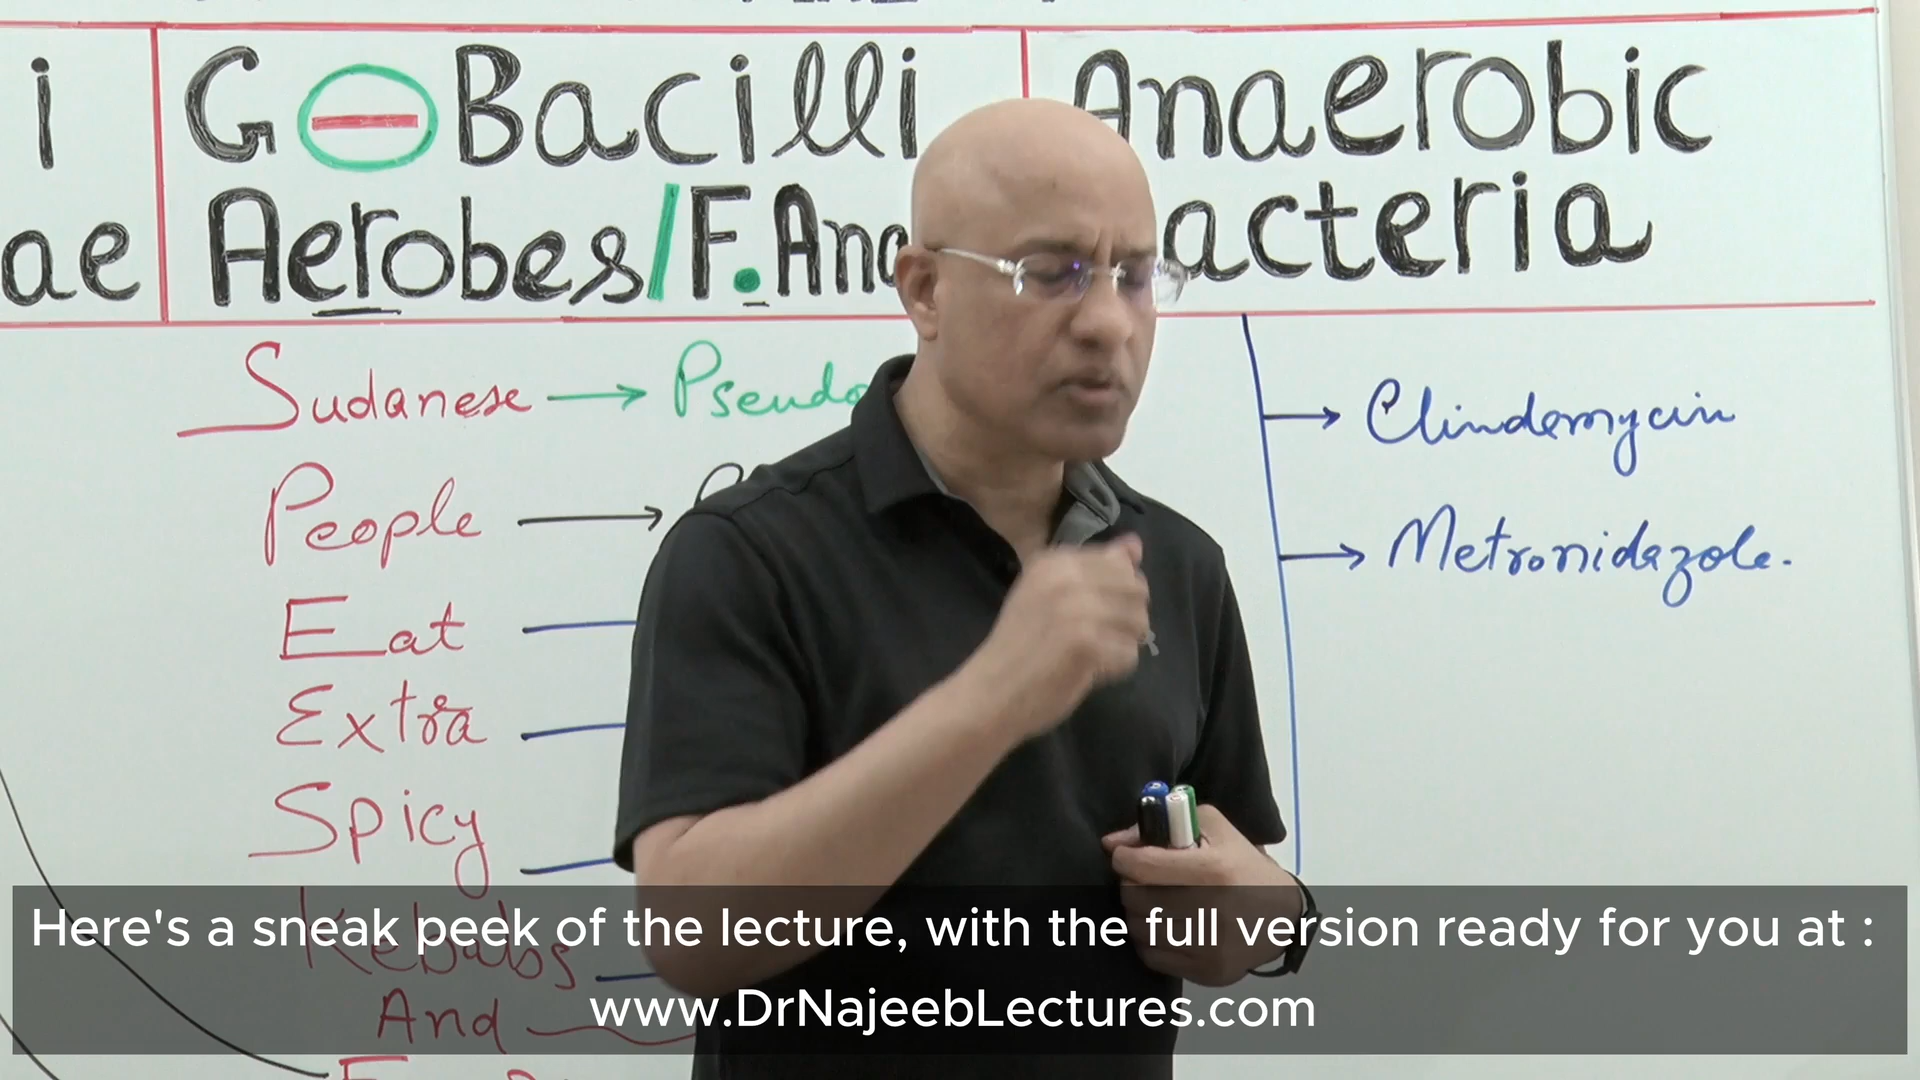 i
ae
G ⊖ Bacilli
Aerobes/F. Ana
Anaerobic
acteria
Sudanese → Pseudo
People →
Eat
Extra
Spicy
Kebabs
And
→ Clindamycin
→ Metronidazole.
Here's a sneak peek of the lecture, with the full version ready for you at :
www.DrNajeebLectures.com